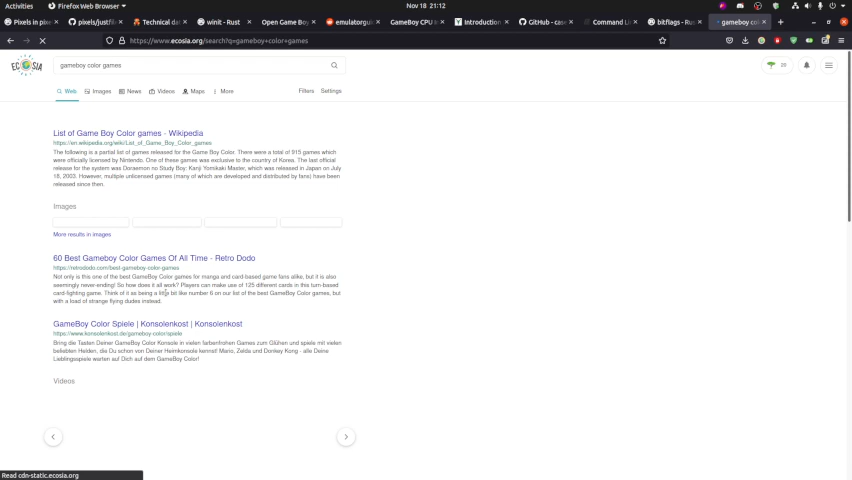 Activities
Firefox Web Browser
Nov 18 21:12
Pixels in pixe
pixels/justfil
Technical da
winit - Rust
Open Game Bo
emulatorgui
GameBoy CPU
Introduction
GitHub - ca
Command Li
bitflags - Rus
gameboy co
https://www.ecosia.org/search?q=gameboy+color+games
ECOSIA
gameboy color games
20
Web
Images
News
Videos
Maps
More
Filters
Settings
List of Game Boy Color games - Wikipedia
https://en.wikipedia.org/wiki/List_of_Game_Boy_Color_games
The following is a partial list of games released for the Game Boy Color. There were a total of 915 games which
were officially licensed by Nintendo. One of these games was exclusive to the country of Korea. The last official
release for the system was Doraemon no Study Boy: Kanji Yomikaki Master, which was released in Japan on July
18, 2003. However, multiple unlicensed games (many of which are developed and distributed by fans) have been
released since then.
Images
More results in images
60 Best Gameboy Color Games Of All Time - Retro Dodo
https://retrododo.com/best-gameboy-color-games
Not only is this one of the best GameBoy Color games for manga and card-based game fans alike, but it is also
seemingly never-ending! So how does it all work? Players can make use of 125 different cards in this turn-based
card-fighting game. Think of it as being a little bit like number 6 on our list of the best GameBoy Color games, but
with a load of strange flying dudes instead.
GameBoy Color Spiele | Konsolenkost | Konsolenkost
https://www.konsolenkost.de/gameboy-color/spiele
Bring die Tasten Deiner GameBoy Color Konsole in vielen farbenfrohen Games zum Glühen und spiele mit vielen
beliebten Helden, die Du schon von Deiner Heimkonsole kennst! Mario, Zelda und Donkey Kong - alle Deine
Lieblingsspiele warten auf Dich auf dem GameBoy Color!
Videos
Read cdn-static.ecosia.org